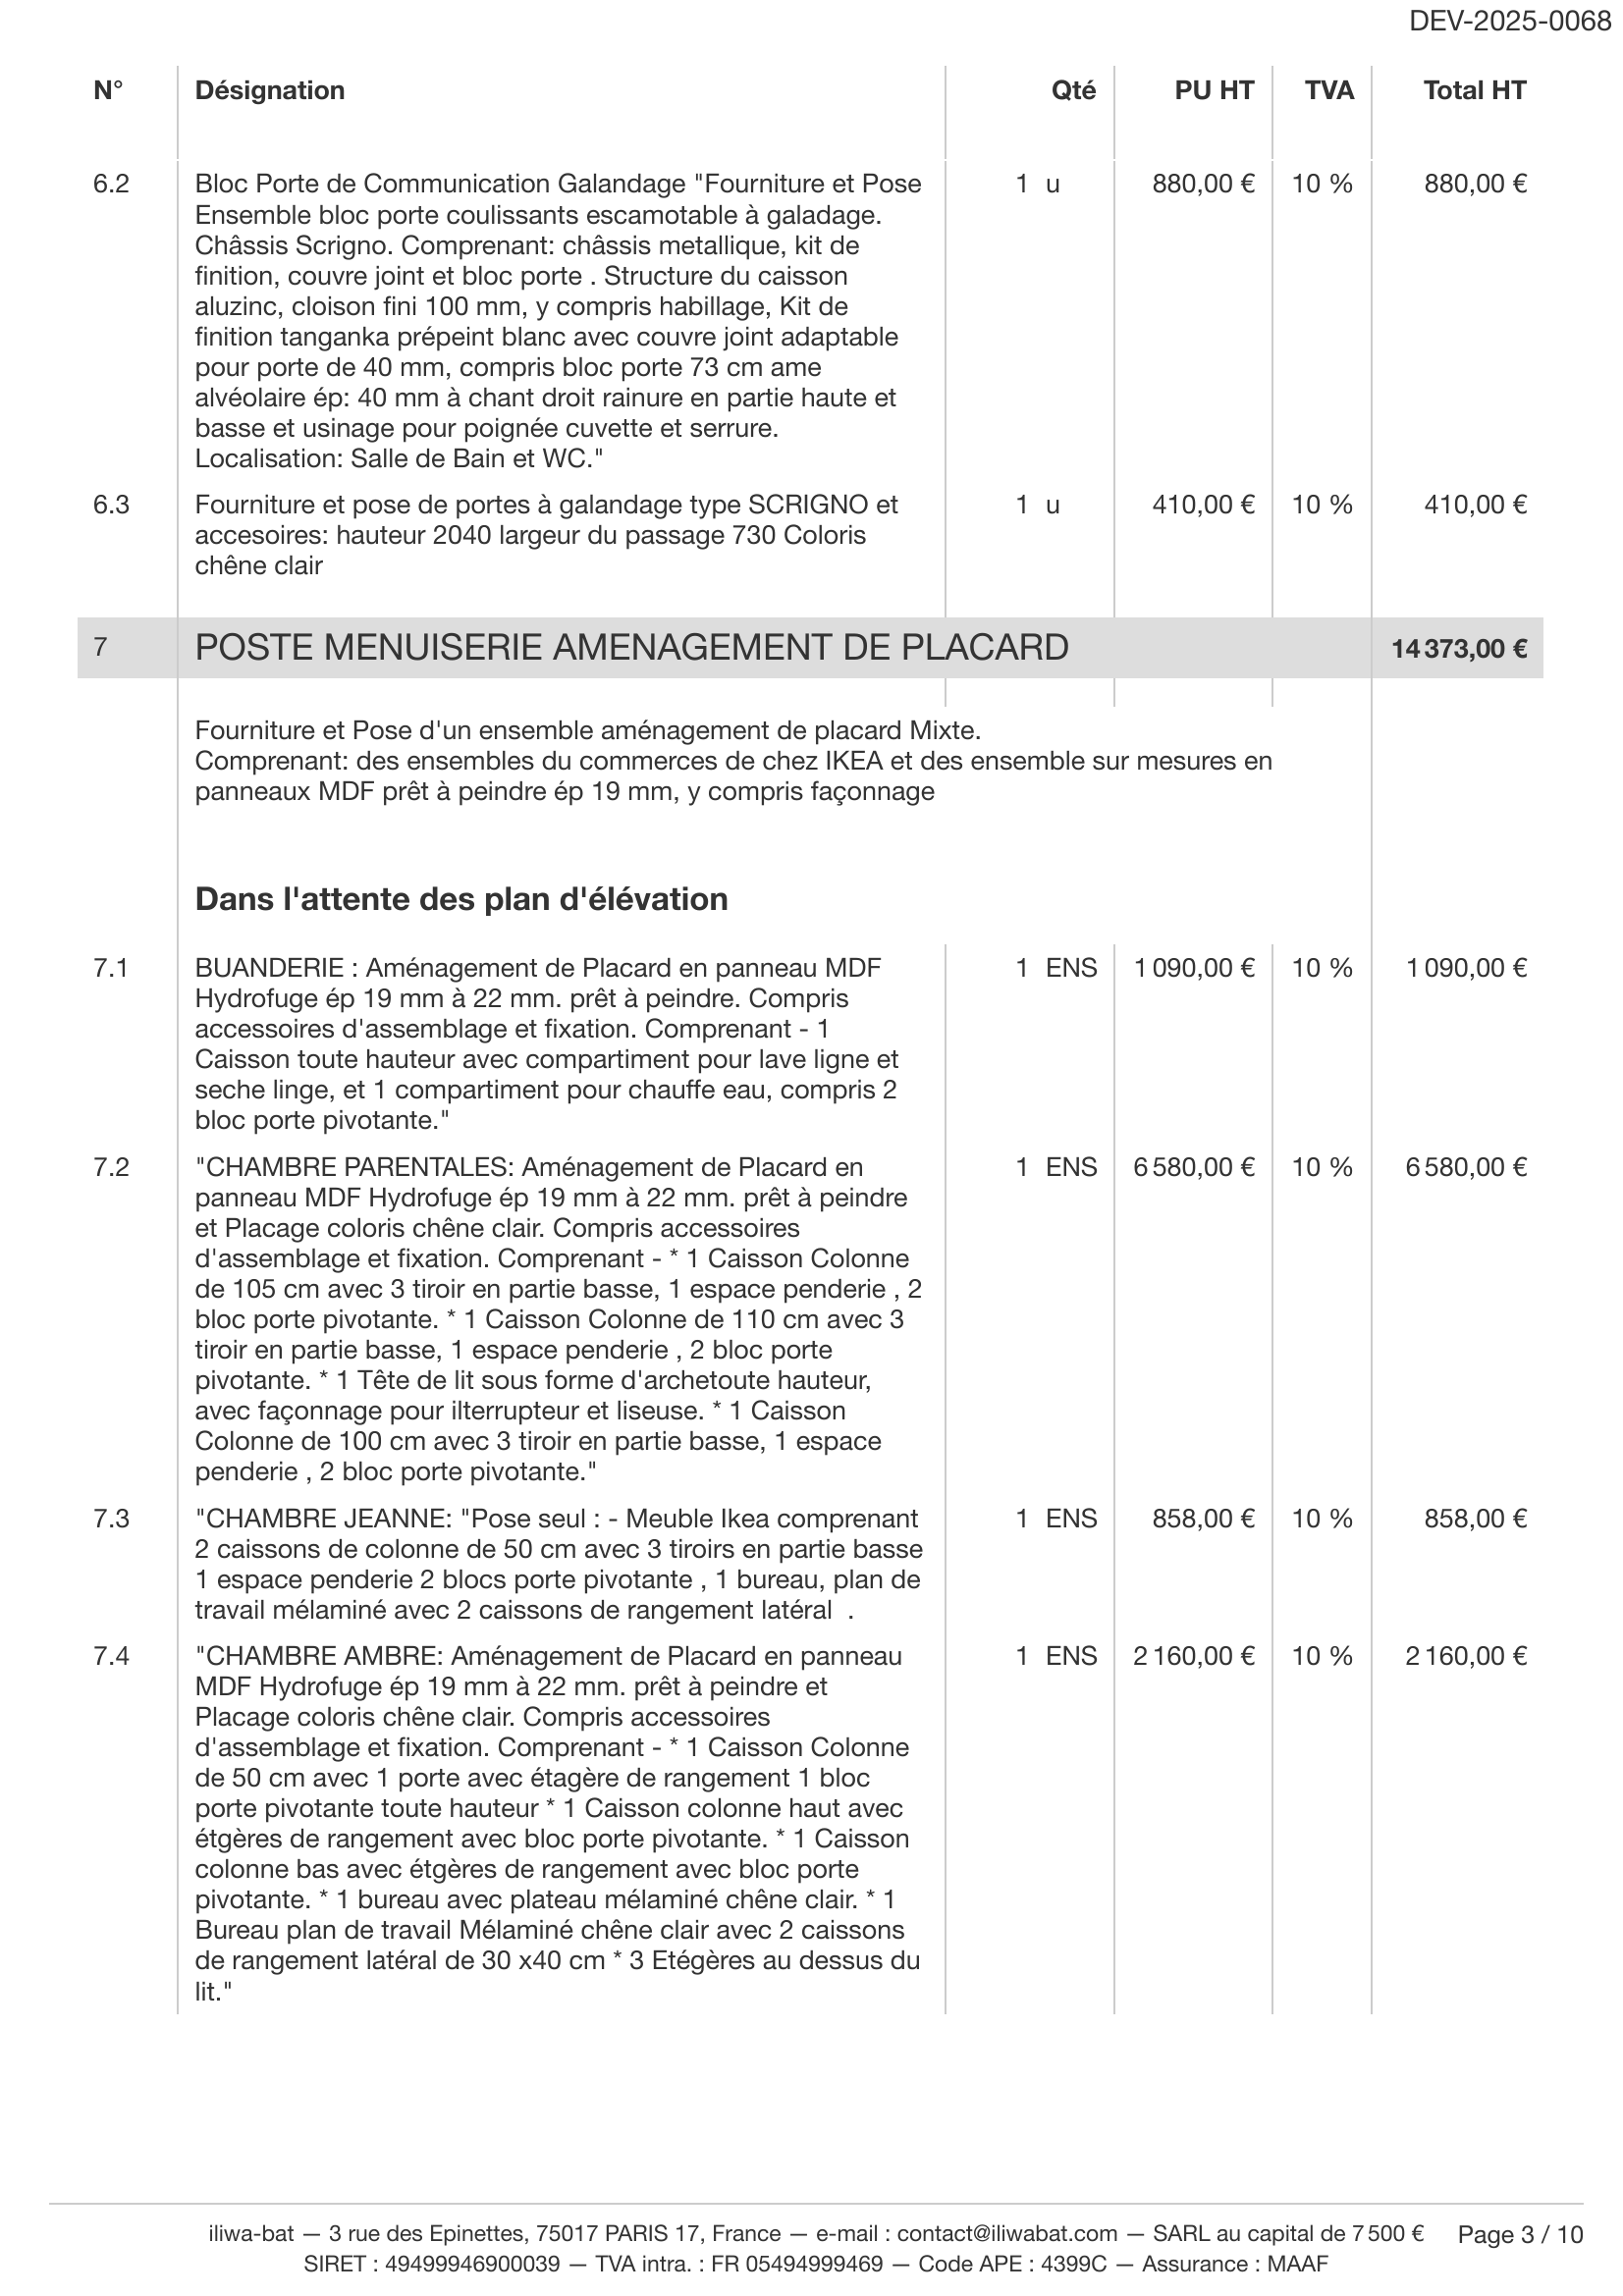 DEV-2025-0068
N° Désignation Qté PU HT TVA Total HT
6.2 Bloc Porte de Communication Galandage "Fourniture et Pose 1 u 880,00 € 10 % 880,00 €
Ensemble bloc porte coulissants escamotable à galadage.
Châssis Scrigno. Comprenant: châssis metallique, kit de
finition, couvre joint et bloc porte . Structure du caisson
aluzinc, cloison fini 100 mm, y compris habillage, Kit de
finition tanganka prépeint blanc avec couvre joint adaptable
pour porte de 40 mm, compris bloc porte 73 cm ame
alvéolaire ép: 40 mm à chant droit rainure en partie haute et
basse et usinage pour poignée cuvette et serrure.
Localisation: Salle de Bain et WC."
6.3 Fourniture et pose de portes à galandage type SCRIGNO et 1 u 410,00 € 10 % 410,00 €
accesoires: hauteur 2040 largeur du passage 730 Coloris
chêne clair
7 POSTE MENUISERIE AMENAGEMENT DE PLACARD 14 373,00 €
Fourniture et Pose d'un ensemble aménagement de placard Mixte.
Comprenant: des ensembles du commerces de chez IKEA et des ensemble sur mesures en
panneaux MDF prêt à peindre ép 19 mm, y compris façonnage
Dans l'attente des plan d'élévation
7.1 BUANDERIE : Aménagement de Placard en panneau MDF 1 ENS 1 090,00 € 10 % 1 090,00 €
Hydrofuge ép 19 mm à 22 mm. prêt à peindre. Compris
accessoires d'assemblage et fixation. Comprenant - 1
Caisson toute hauteur avec compartiment pour lave ligne et
seche linge, et 1 compartiment pour chauffe eau, compris 2
bloc porte pivotante."
7.2 "CHAMBRE PARENTALES: Aménagement de Placard en 1 ENS 6 580,00 € 10 % 6 580,00 €
panneau MDF Hydrofuge ép 19 mm à 22 mm. prêt à peindre
et Placage coloris chêne clair. Compris accessoires
d'assemblage et fixation. Comprenant - * 1 Caisson Colonne
de 105 cm avec 3 tiroir en partie basse, 1 espace penderie , 2
bloc porte pivotante. * 1 Caisson Colonne de 110 cm avec 3
tiroir en partie basse, 1 espace penderie , 2 bloc porte
pivotante. * 1 Tête de lit sous forme d'archetoute hauteur,
avec façonnage pour ilterrupteur et liseuse. * 1 Caisson
Colonne de 100 cm avec 3 tiroir en partie basse, 1 espace
penderie , 2 bloc porte pivotante."
7.3 "CHAMBRE JEANNE: "Pose seul : - Meuble Ikea comprenant 1 ENS 858,00 € 10 % 858,00 €
2 caissons de colonne de 50 cm avec 3 tiroirs en partie basse
1 espace penderie 2 blocs porte pivotante , 1 bureau, plan de
travail mélaminé avec 2 caissons de rangement latéral  .
7.4 "CHAMBRE AMBRE: Aménagement de Placard en panneau 1 ENS 2 160,00 € 10 % 2 160,00 €
MDF Hydrofuge ép 19 mm à 22 mm. prêt à peindre et
Placage coloris chêne clair. Compris accessoires
d'assemblage et fixation. Comprenant - * 1 Caisson Colonne
de 50 cm avec 1 porte avec étagère de rangement 1 bloc
porte pivotante toute hauteur * 1 Caisson colonne haut avec
étgères de rangement avec bloc porte pivotante. * 1 Caisson
colonne bas avec étgères de rangement avec bloc porte
pivotante. * 1 bureau avec plateau mélaminé chêne clair. * 1
Bureau plan de travail Mélaminé chêne clair avec 2 caissons
de rangement latéral de 30 x40 cm * 3 Etégères au dessus du
lit."
iliwa-bat — 3 rue des Epinettes, 75017 PARIS 17, France — e-mail : contact@iliwabat.com — SARL au capital de 7 500 € Page 3 / 10
SIRET : 49499946900039 — TVA intra. : FR 05494999469 — Code APE : 4399C — Assurance : MAAF